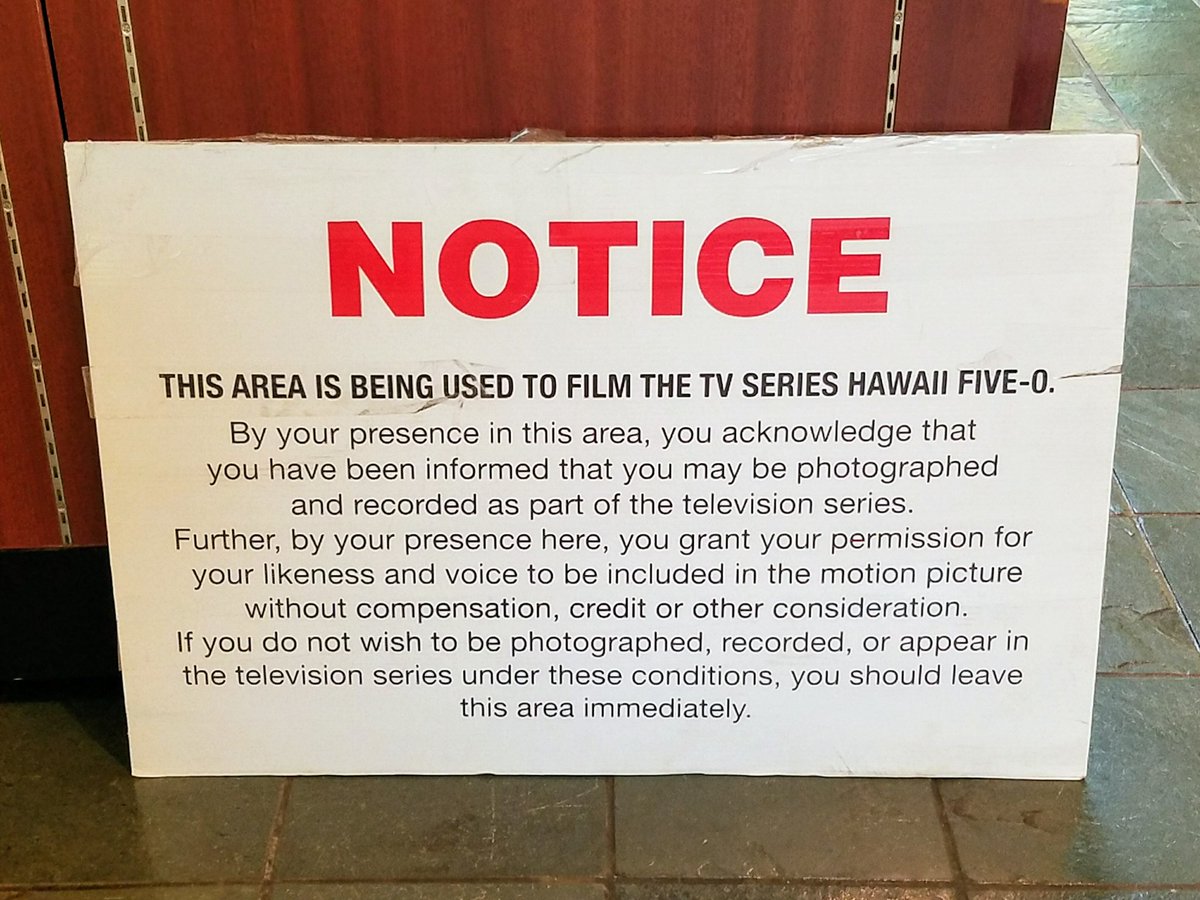 NOTICE
THIS AREA IS BEING USED TO FILM THE TV SERIES HAWAII FIVE-0.
By your presence in this area, you acknowledge that
you have been informed that you may be photographed
and recorded as part of the television series.
Further, by your presence here, you grant your permission for
your likeness and voice to be included in the motion picture
without compensation, credit or other consideration.
If you do not wish to be photographed, recorded, or appear in
the television series under these conditions, you should leave
this area immediately.